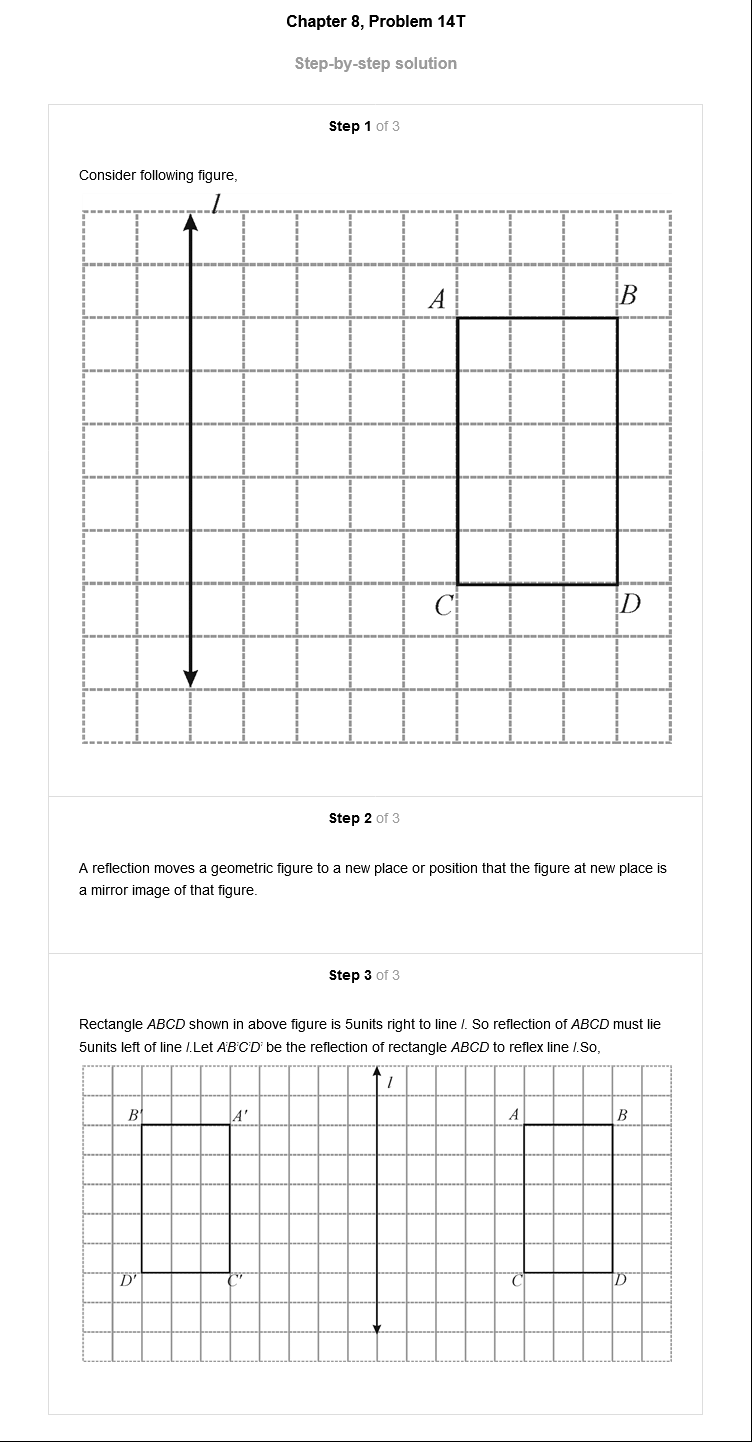 Chapter 8, Problem 14T
Step-by-step solution
Step 1 of 3
Consider following figure,
l
A
B
C
D
Step 2 of 3
A reflection moves a geometric figure to a new place or position that the figure at new place is
a mirror image of that figure.
Step 3 of 3
Rectangle ABCD shown in above figure is 5units right to line l. So reflection of ABCD must lie
5units left of line l.Let A'B'C'D' be the reflection of rectangle ABCD to reflex line l.So,
l
B' A' A B
D' C' C D